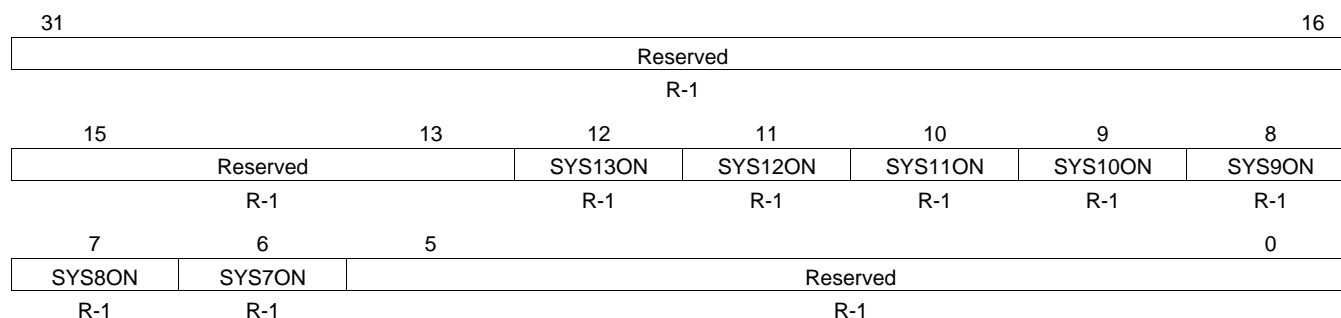 31 16
Reserved
R-1
15 13 12 11 10 9 8
Reserved SYS13ON SYS12ON SYS11ON SYS10ON SYS9ON
R-1 R-1 R-1 R-1 R-1 R-1
7 6 5 0
SYS8ON SYS7ON Reserved
R-1 R-1 R-1